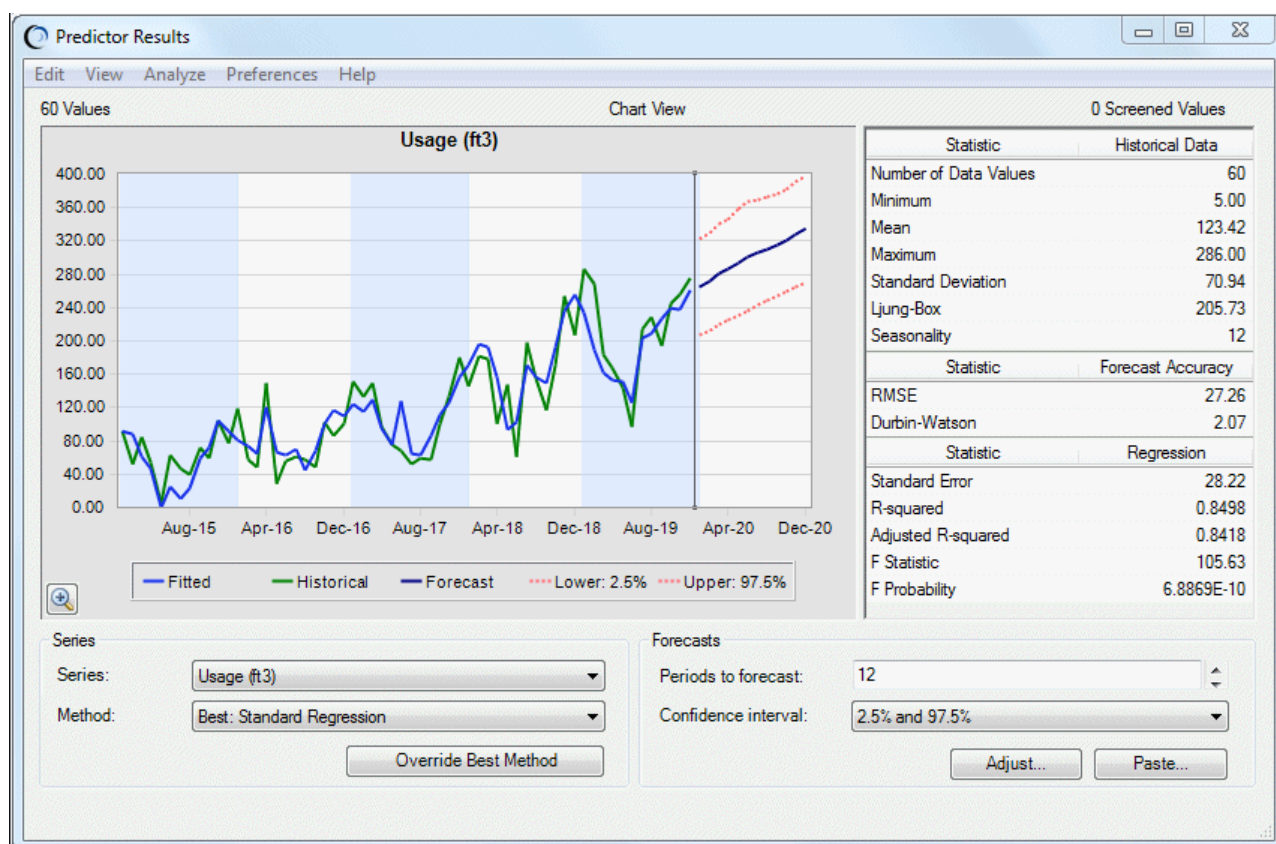 Predictor Results
Edit View Analyze Preferences Help
60 Values Chart View 0 Screened Values
Usage (ft3)
400.00
360.00
320.00
280.00
240.00
200.00
160.00
120.00
80.00
40.00
0.00
Aug-15 Apr-16 Dec-16 Aug-17 Apr-18 Dec-18 Aug-19 Apr-20 Dec-20
Fitted Historical Forecast Lower: 2.5% Upper: 97.5%
Statistic Historical Data
Number of Data Values 60
Minimum 5.00
Mean 123.42
Maximum 286.00
Standard Deviation 70.94
Ljung-Box 205.73
Seasonality 12
Statistic Forecast Accuracy
RMSE 27.26
Durbin-Watson 2.07
Statistic Regression
Standard Error 28.22
R-squared 0.8498
Adjusted R-squared 0.8418
F Statistic 105.63
F Probability 6.8869E-10
Series
Series: Usage (ft3)
Method: Best: Standard Regression
Override Best Method
Forecasts
Periods to forecast: 12
Confidence interval: 2.5% and 97.5%
Adjust... Paste...